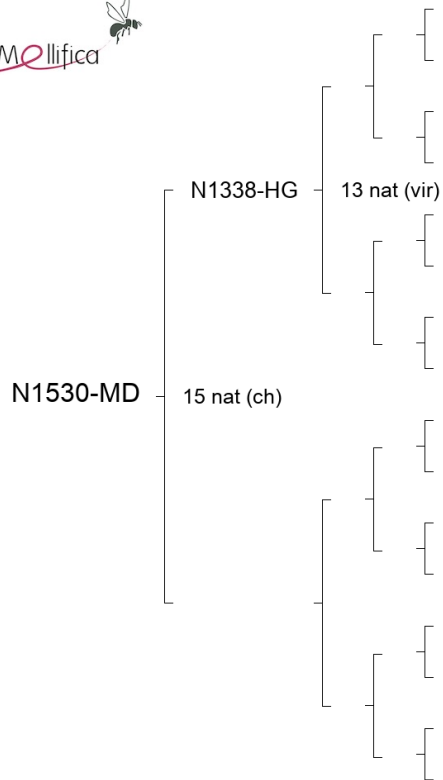 Mellifica
N1338-HG
13 nat (vir)
N1530-MD
15 nat (ch)